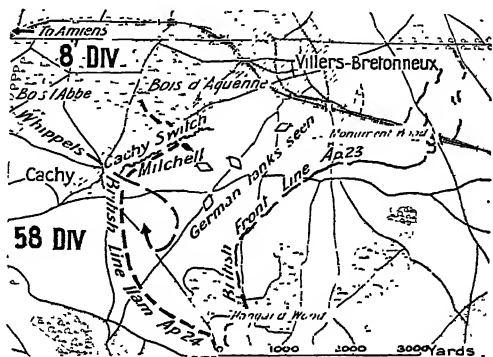 To Amiens
8' DIV
Villers-Bretonneux
Bois d'Aquenne
Bois l'Abbe
Whippets
Cachy Switch
Mitchell
Monument Wood
Cachy
German Tanks seen
British Front Line Ap 23
58 DIV
British Line 11am Ap 24
Hangard Wood
0 1000 2000 3000 Yards